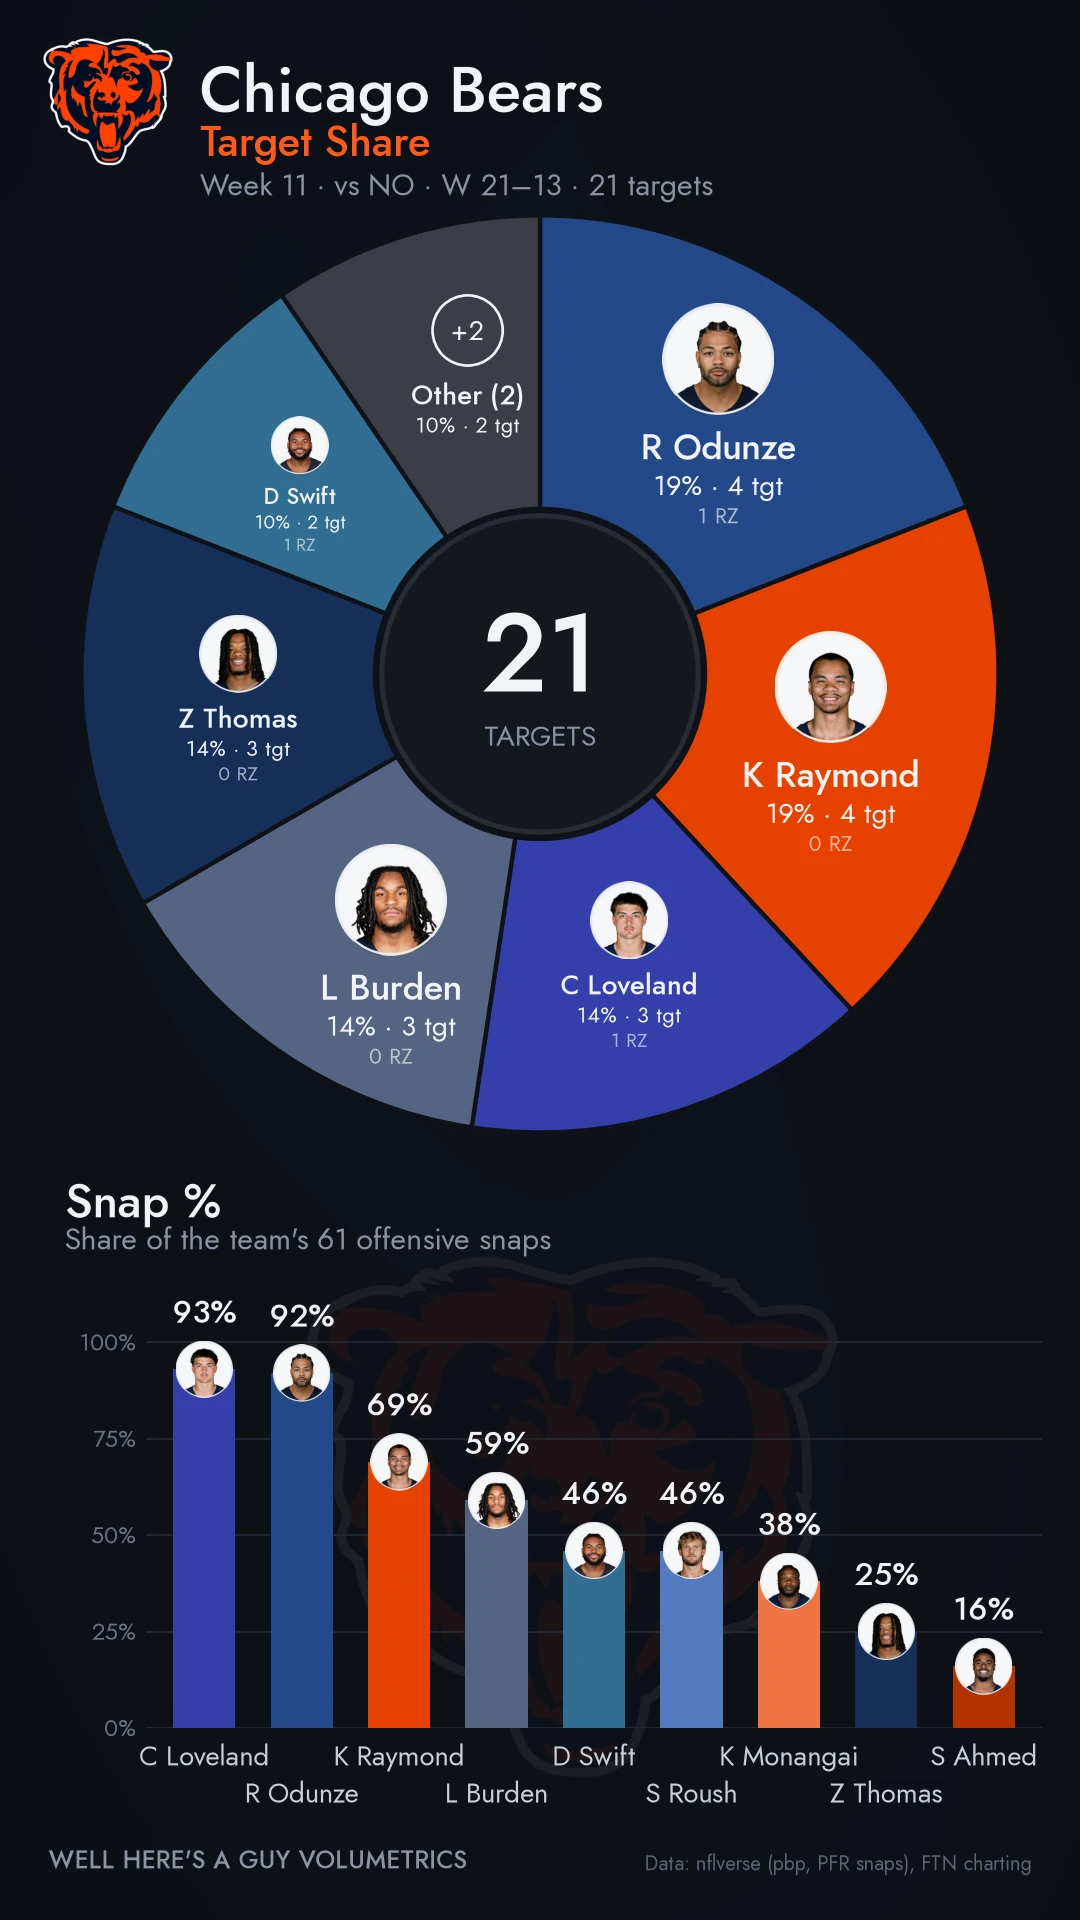 Chicago Bears
Target Share
Week 11 · vs NO · W 21–13 · 21 targets
+2
Other (2)
10% · 2 tgt
R Odunze
19% · 4 tgt
1 RZ
D Swift
10% · 2 tgt
1 RZ
21
TARGETS
Z Thomas
14% · 3 tgt
0 RZ
K Raymond
19% · 4 tgt
0 RZ
L Burden
14% · 3 tgt
0 RZ
C Loveland
14% · 3 tgt
1 RZ
Snap %
Share of the team's 61 offensive snaps
93%
92%
69%
59%
46%
46%
38%
25%
16%
100%
75%
50%
25%
0%
C Loveland
R Odunze
K Raymond
L Burden
D Swift
S Roush
K Monangai
Z Thomas
S Ahmed
WELL HERE'S A GUY VOLUMETRICS
Data: nflverse (pbp, PFR snaps), FTN charting